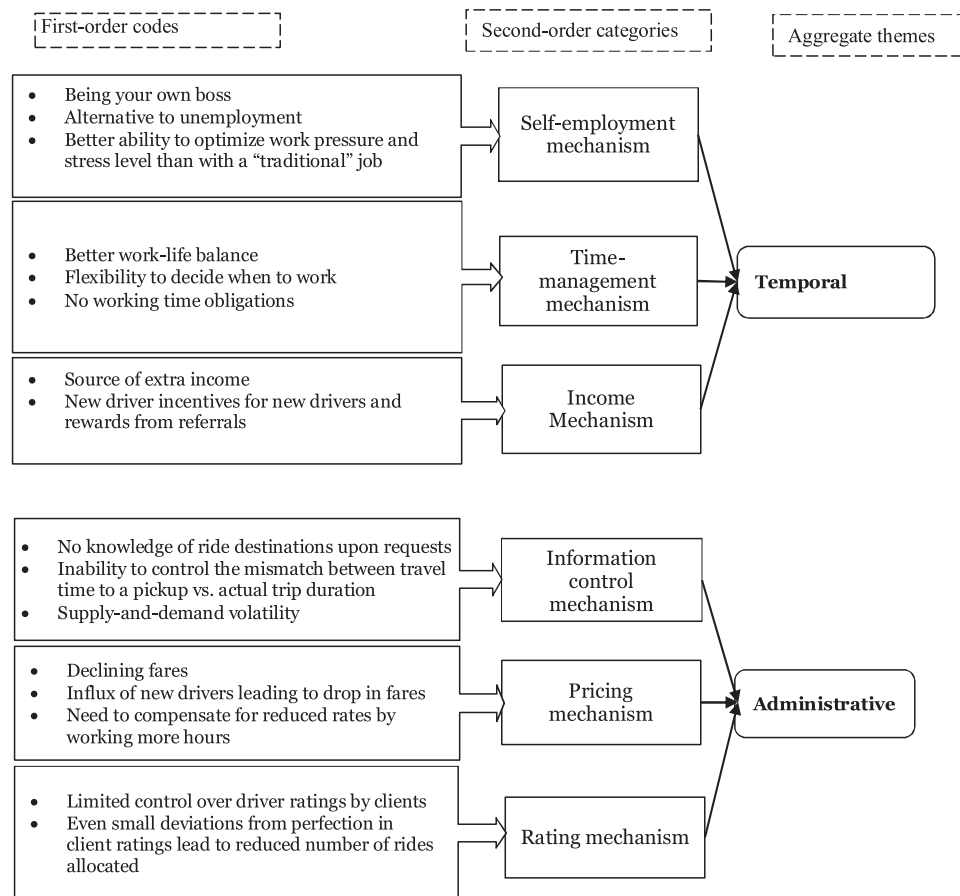 First-order codes
Second-order categories
Aggregate themes
• Being your own boss
• Alternative to unemployment
• Better ability to optimize work pressure and
stress level than with a “traditional” job
Self-employment
mechanism
• Better work-life balance
• Flexibility to decide when to work
• No working time obligations
Time-
management
mechanism
Temporal
• Source of extra income
• New driver incentives for new drivers and
rewards from referrals
Income
Mechanism
• No knowledge of ride destinations upon requests
• Inability to control the mismatch between travel
time to a pickup vs. actual trip duration
• Supply-and-demand volatility
Information
control
mechanism
• Declining fares
• Influx of new drivers leading to drop in fares
• Need to compensate for reduced rates by
working more hours
Pricing
mechanism
Administrative
• Limited control over driver ratings by clients
• Even small deviations from perfection in
client ratings lead to reduced number of rides
allocated
Rating mechanism